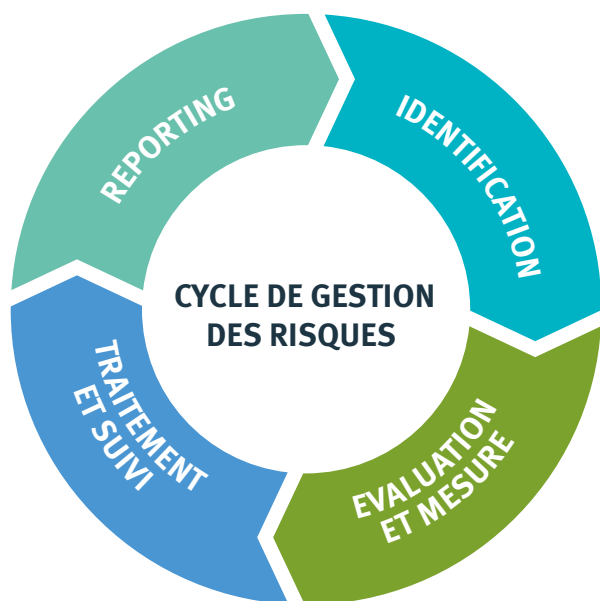 CYCLE DE GESTION
DES RISQUES
IDENTIFICATION
EVALUATION
ET MESURE
TRAITEMENT
ET SUIVI
REPORTING